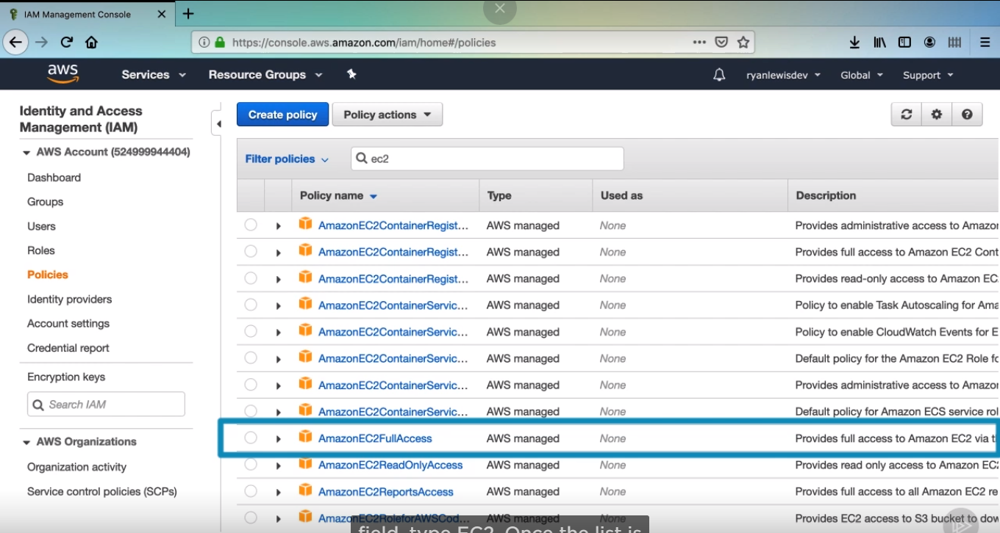 IAM Management Console
https://console.aws.amazon.com/iam/home#/policies
aws
Services
Resource Groups
ryanlewisdev
Global
Support
Identity and Access
Management (IAM)
AWS Account (524999944404)
Dashboard
Groups
Users
Roles
Policies
Identity providers
Account settings
Credential report
Encryption keys
Search IAM
AWS Organizations
Organization activity
Service control policies (SCPs)
Create policy
Policy actions
Filter policies
ec2
Policy name Type Used as Description
AmazonEC2ContainerRegist... AWS managed None Provides administrative access to Amazon
AmazonEC2ContainerRegist... AWS managed None Provides full access to Amazon EC2 Cont
AmazonEC2ContainerRegist... AWS managed None Provides read-only access to Amazon EC
AmazonEC2ContainerServic... AWS managed None Policy to enable Task Autoscaling for Ama
AmazonEC2ContainerServic... AWS managed None Policy to enable CloudWatch Events for E
AmazonEC2ContainerServic... AWS managed None Default policy for the Amazon EC2 Role fo
AmazonEC2ContainerServic... AWS managed None Provides administrative access to Amazon
AmazonEC2ContainerServic... AWS managed None Default policy for Amazon ECS service rol
AmazonEC2FullAccess AWS managed None Provides full access to Amazon EC2 via t
AmazonEC2ReadOnlyAccess AWS managed None Provides read only access to Amazon EC
AmazonEC2ReportsAccess AWS managed None Provides full access to all Amazon EC2 re
AmazonEC2RoleforAWSCod... AWS managed None Provides EC2 access to S3 bucket to dow
field, type EC2. Once the list is